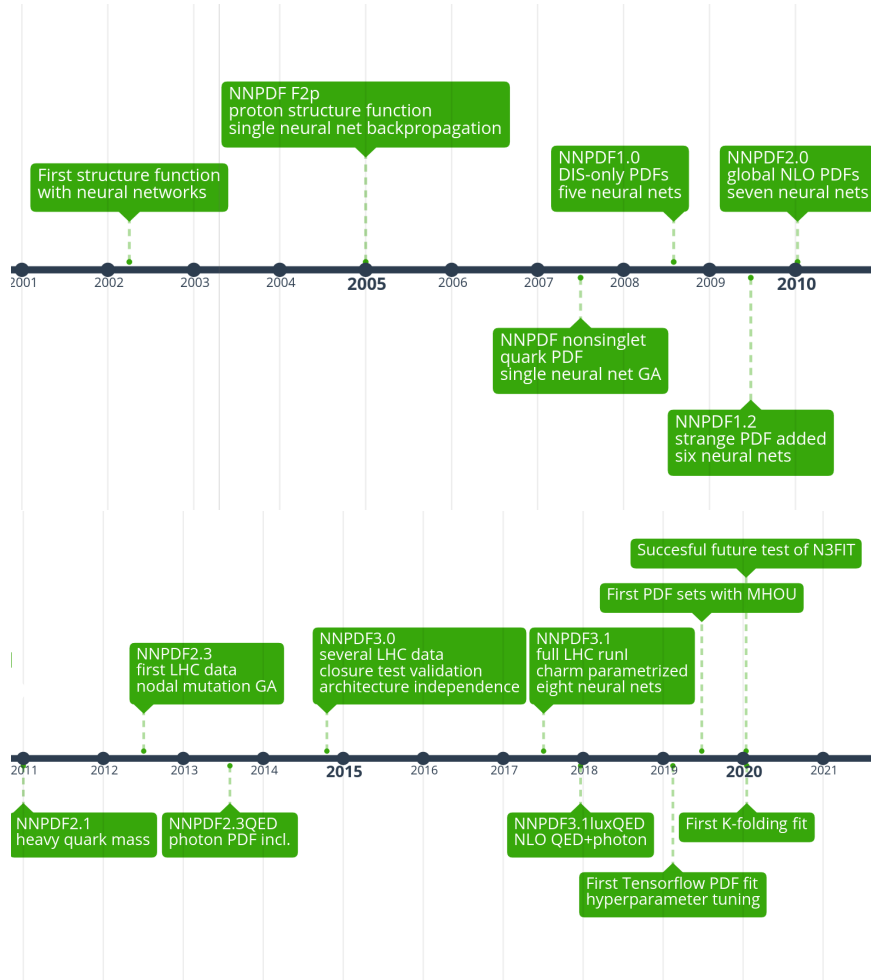 NNPDF F2p
proton structure function
single neural net backpropagation
First structure function
with neural networks
NNPDF1.0
DIS-only PDFs
five neural nets
NNPDF2.0
global NLO PDFs
seven neural nets
2001 2002 2003 2004 2005 2006 2007 2008 2009 2010
NNPDF nonsinglet
quark PDF
single neural net GA
NNPDF1.2
strange PDF added
six neural nets
Succesful future test of N3FIT
First PDF sets with MHOU
NNPDF2.3
first LHC data
nodal mutation GA
NNPDF3.0
several LHC data
closure test validation
architecture independence
NNPDF3.1
full LHC runI
charm parametrized
eight neural nets
2011 2012 2013 2014 2015 2016 2017 2018 2019 2020 2021
NNPDF2.1
heavy quark mass
NNPDF2.3QED
photon PDF incl.
NNPDF3.1luxQED
NLO QED+photon
First K-folding fit
First Tensorflow PDF fit
hyperparameter tuning